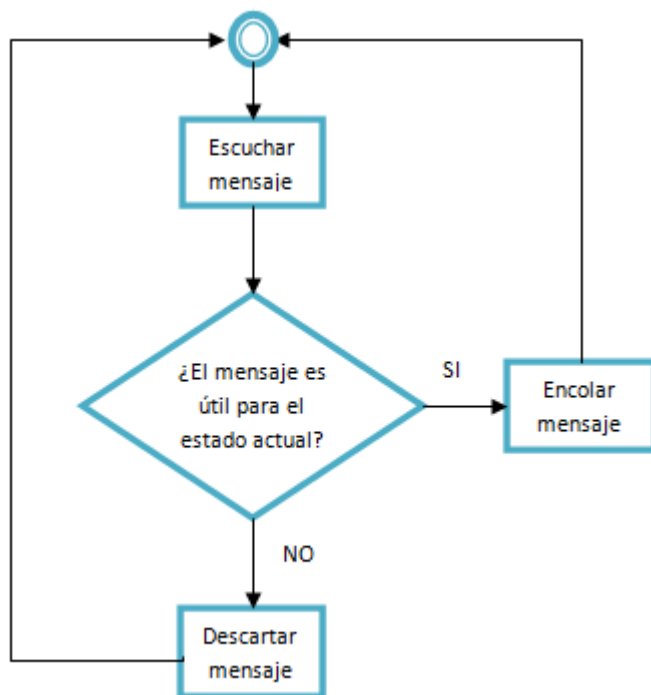 Escuchar
mensaje
¿El mensaje es
útil para el
estado actual?
SI
Encolar
mensaje
NO
Descartar
mensaje